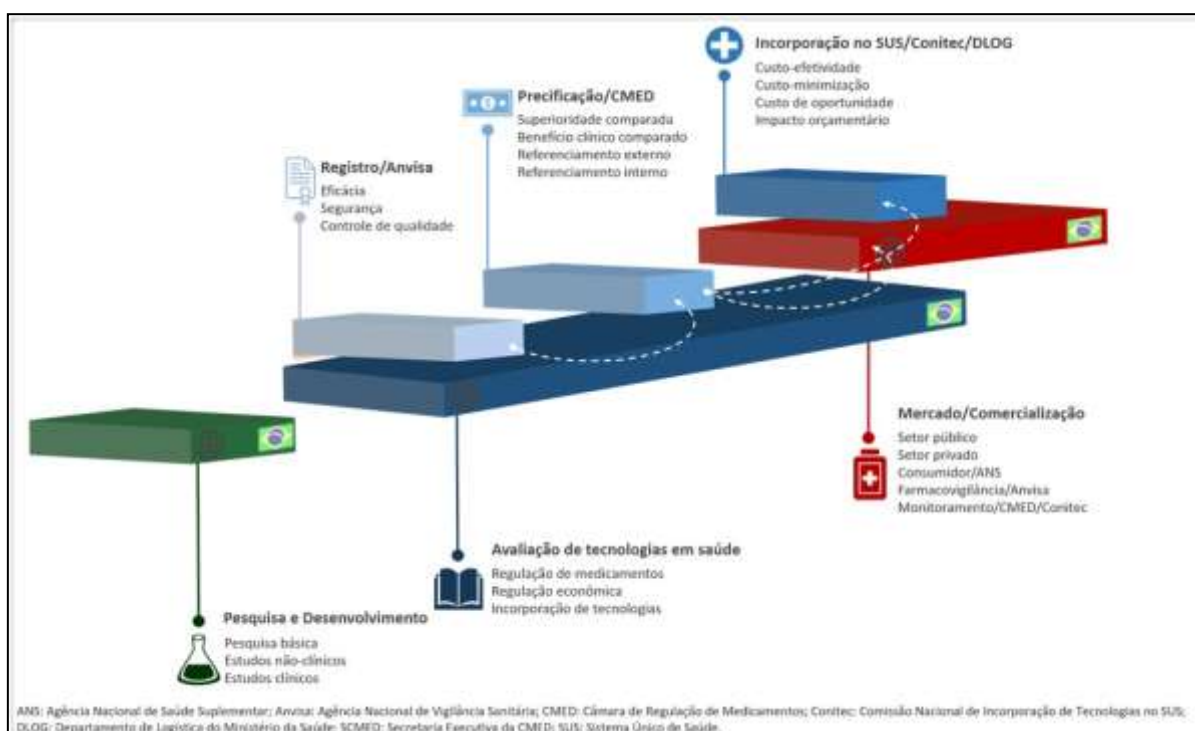 Incorporação no SUS/Conitec/DLOG
Custo-efetividade
Custo-minimização
Custo de oportunidade
Impacto orçamentário
Precificação/CMED
Superioridade comparada
Benefício clínico comparado
Referenciamento externo
Referenciamento interno
Registro/Anvisa
Eficácia
Segurança
Controle de qualidade
Mercado/Comercialização
Setor público
Setor privado
Consumidor/ANS
Farmacovigilância/Anvisa
Monitoramento/CMED/Conitec
Avaliação de tecnologias em saúde
Regulação de medicamentos
Regulação econômica
Incorporação de tecnologias
Pesquisa e Desenvolvimento
Pesquisa básica
Estudos não-clínicos
Estudos clínicos
ANS: Agência Nacional de Saúde Suplementar; Anvisa: Agência Nacional de Vigilância Sanitária; CMED: Câmara de Regulação de Medicamentos; Conitec: Comissão Nacional de Incorporação de Tecnologias no SUS;
DLOG: Departamento de Logística do Ministério da Saúde; SCMED: Secretaria Executiva da CMED; SUS: Sistema Único de Saúde.